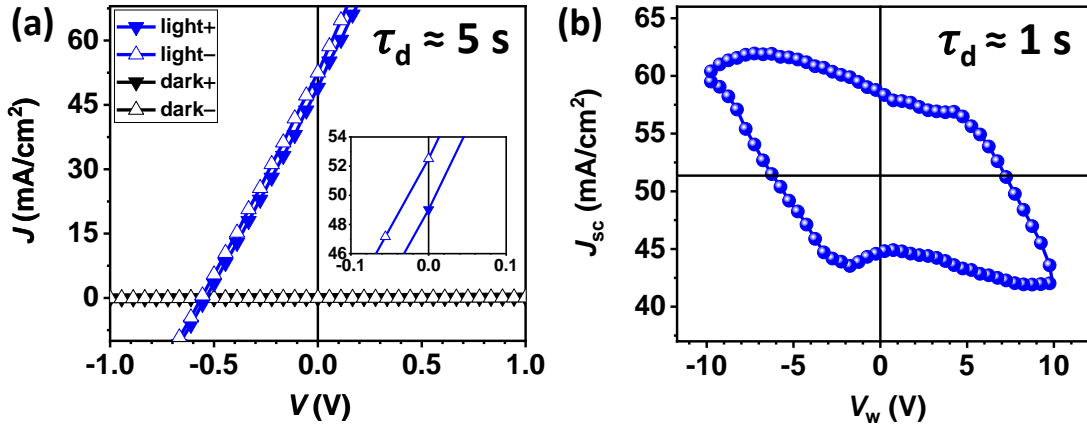 (a)
τd ≈ 5 s
light+
light–
dark+
dark–
J (mA/cm²)
60
45
30
15
0
54
52
50
48
46
-0.1 0.0 0.1
-1.0 -0.5 0.0 0.5 1.0
V (V)
(b)
τd ≈ 1 s
Jsc (mA/cm²)
65
60
55
50
45
40
-10 -5 0 5 10
Vw (V)